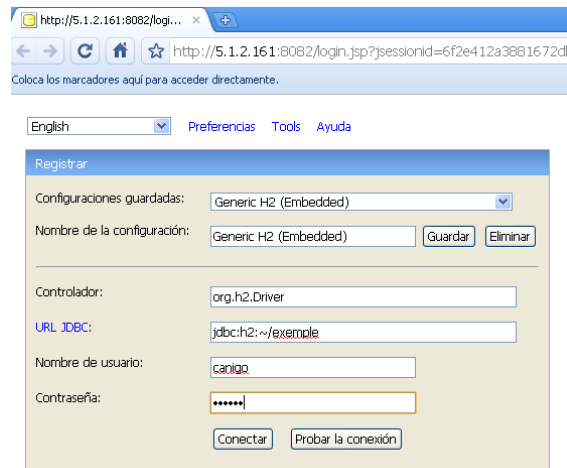 http://5.1.2.161:8082/logi...
http://5.1.2.161:8082/login.jsp?jsessionid=6f2e412a3881672d
Coloca los marcadores aquí para acceder directamente.
English Preferencias Tools Ayuda
Registrar
Configuraciones guardadas: Generic H2 (Embedded)
Nombre de la configuración: Generic H2 (Embedded) Guardar Eliminar
Controlador: org.h2.Driver
URL JDBC: jdbc:h2:~/exemple
Nombre de usuario: canigo
Contraseña: ••••••
Conectar Probar la conexión